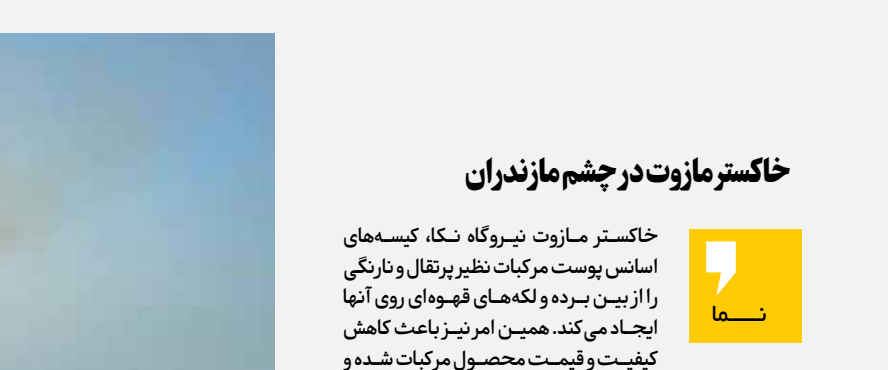 خاکستر مازوت در چشم مازندران
نما
خاکستر مازوت نیروگاه نکا، کیسه‌های
اسانس پوست مرکبات نظیر پرتقال و نارنگی
را از بین برده و لکه‌های قهوه‌ای روی آنها
ایجاد می‌کند. همین امر نیز باعث کاهش
کیفیت و قیمت محصول مرکبات شده و